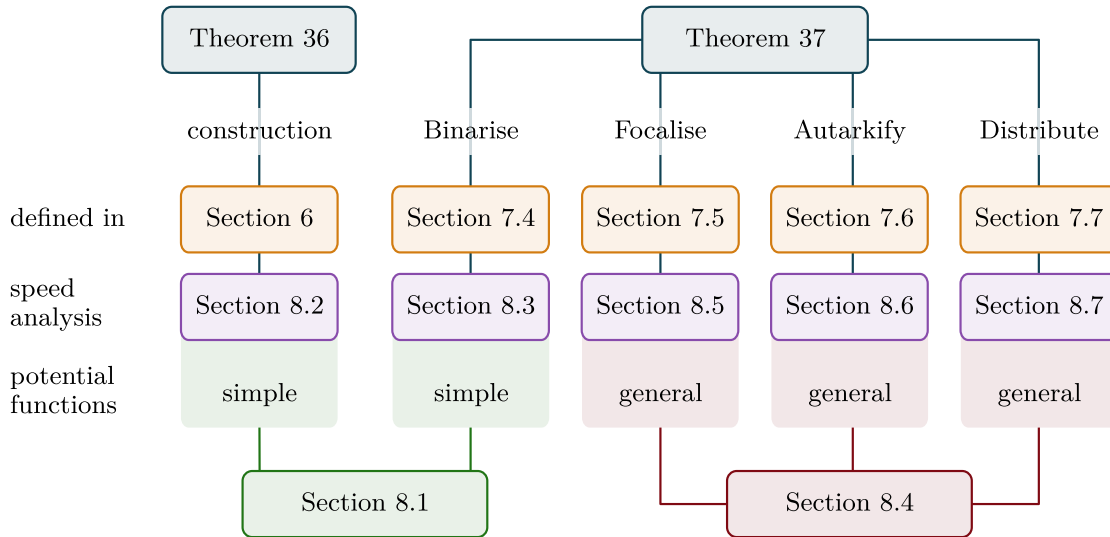 Theorem 36
Theorem 37
construction
Binarise
Focalise
Autarkify
Distribute
defined in
Section 6
Section 7.4
Section 7.5
Section 7.6
Section 7.7
speed
analysis
Section 8.2
Section 8.3
Section 8.5
Section 8.6
Section 8.7
potential
functions
simple
simple
general
general
general
Section 8.1
Section 8.4